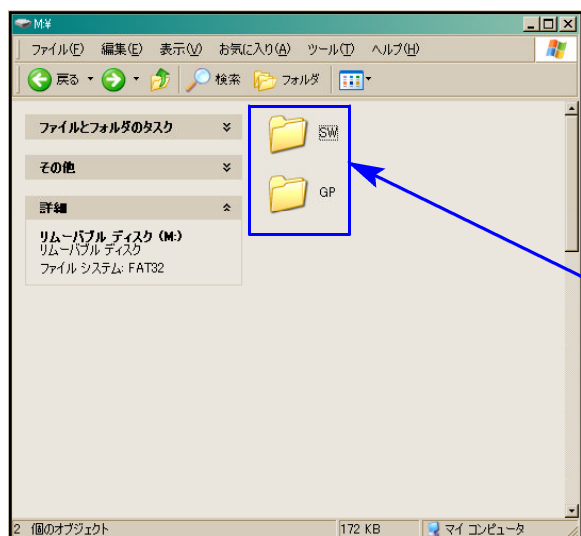 M:¥
ファイル(F) 編集(E) 表示(V) お気に入り(A) ツール(T) ヘルプ(H)
戻る 検索 フォルダ
ファイルとフォルダのタスク
その他
詳細
リムーバブル ディスク (M:)
リムーバブル ディスク
ファイル システム: FAT32
SW
GP
2 個のオブジェクト 172 KB マイ コンピュータ